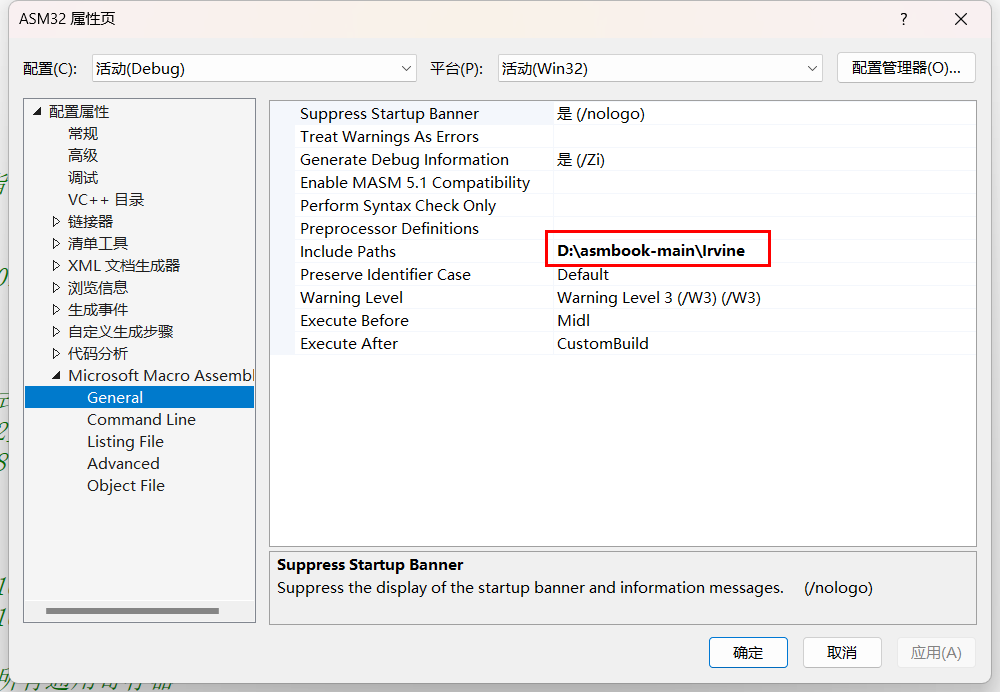 ASM32 属性页
?
配置(C):
活动(Debug)
平台(P):
活动(Win32)
配置管理器(O)...
配置属性
常规
高级
调试
VC++ 目录
链接器
清单工具
XML 文档生成器
浏览信息
生成事件
自定义生成步骤
代码分析
Microsoft Macro Assembl
General
Command Line
Listing File
Advanced
Object File
Suppress Startup Banner 是 (/nologo)
Treat Warnings As Errors
Generate Debug Information 是 (/Zi)
Enable MASM 5.1 Compatibility
Perform Syntax Check Only
Preprocessor Definitions
Include Paths D:\asmbook-main\Irvine
Preserve Identifier Case Default
Warning Level Warning Level 3 (/W3) (/W3)
Execute Before Midl
Execute After CustomBuild
Suppress Startup Banner
Suppress the display of the startup banner and information messages. (/nologo)
确定
取消
应用(A)